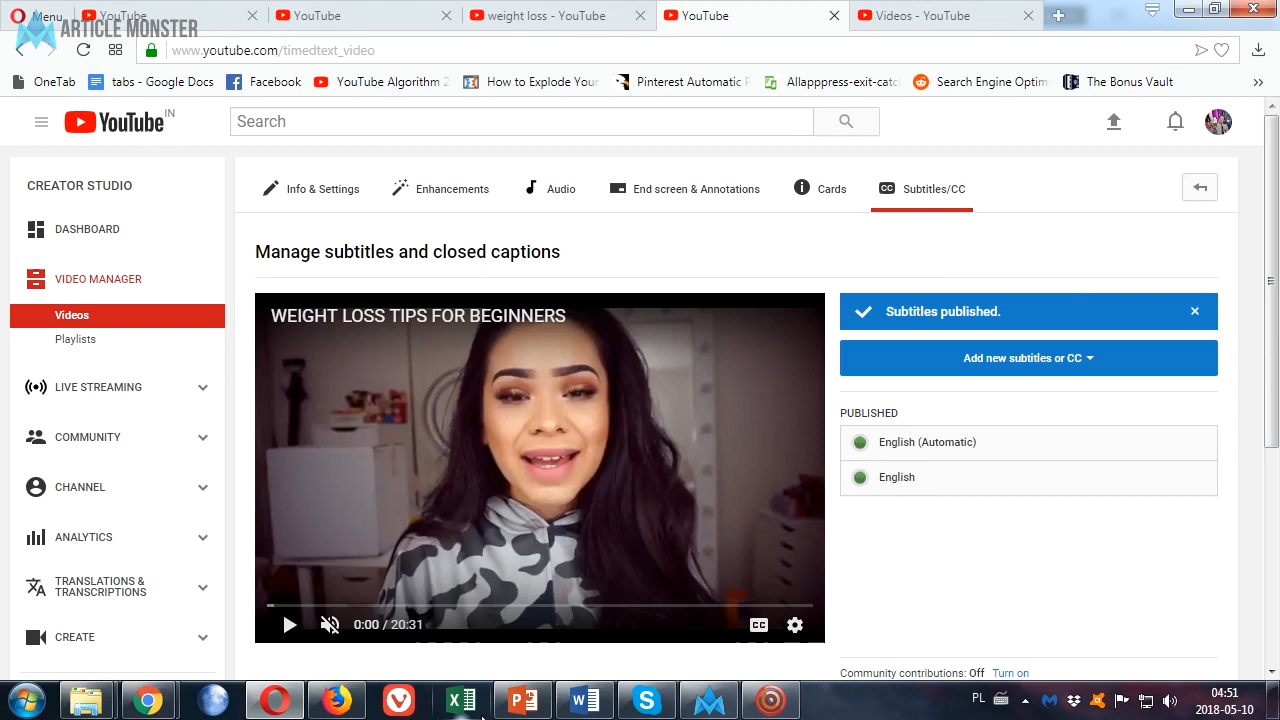 Menu
YouTube
YouTube
weight loss - YouTube
YouTube
Videos - YouTube
ARTICLE MONSTER
www.youtube.com/timedtext_video
OneTab
tabs - Google Docs
Facebook
YouTube Algorithm 2
How to Explode Your
Pinterest Automatic P
Allapppress-exit-catc
Search Engine Optim
The Bonus Vault
YouTube IN
Search
CREATOR STUDIO
DASHBOARD
VIDEO MANAGER
Videos
Playlists
LIVE STREAMING
COMMUNITY
CHANNEL
ANALYTICS
TRANSLATIONS &
TRANSCRIPTIONS
CREATE
Info & Settings
Enhancements
Audio
End screen & Annotations
Cards
CC Subtitles/CC
Manage subtitles and closed captions
WEIGHT LOSS TIPS FOR BEGINNERS
0:00 / 20:31
CC
Subtitles published.
Add new subtitles or CC
PUBLISHED
English (Automatic)
English
Community contributions: Off Turn on
PL
04:51
2018-05-10